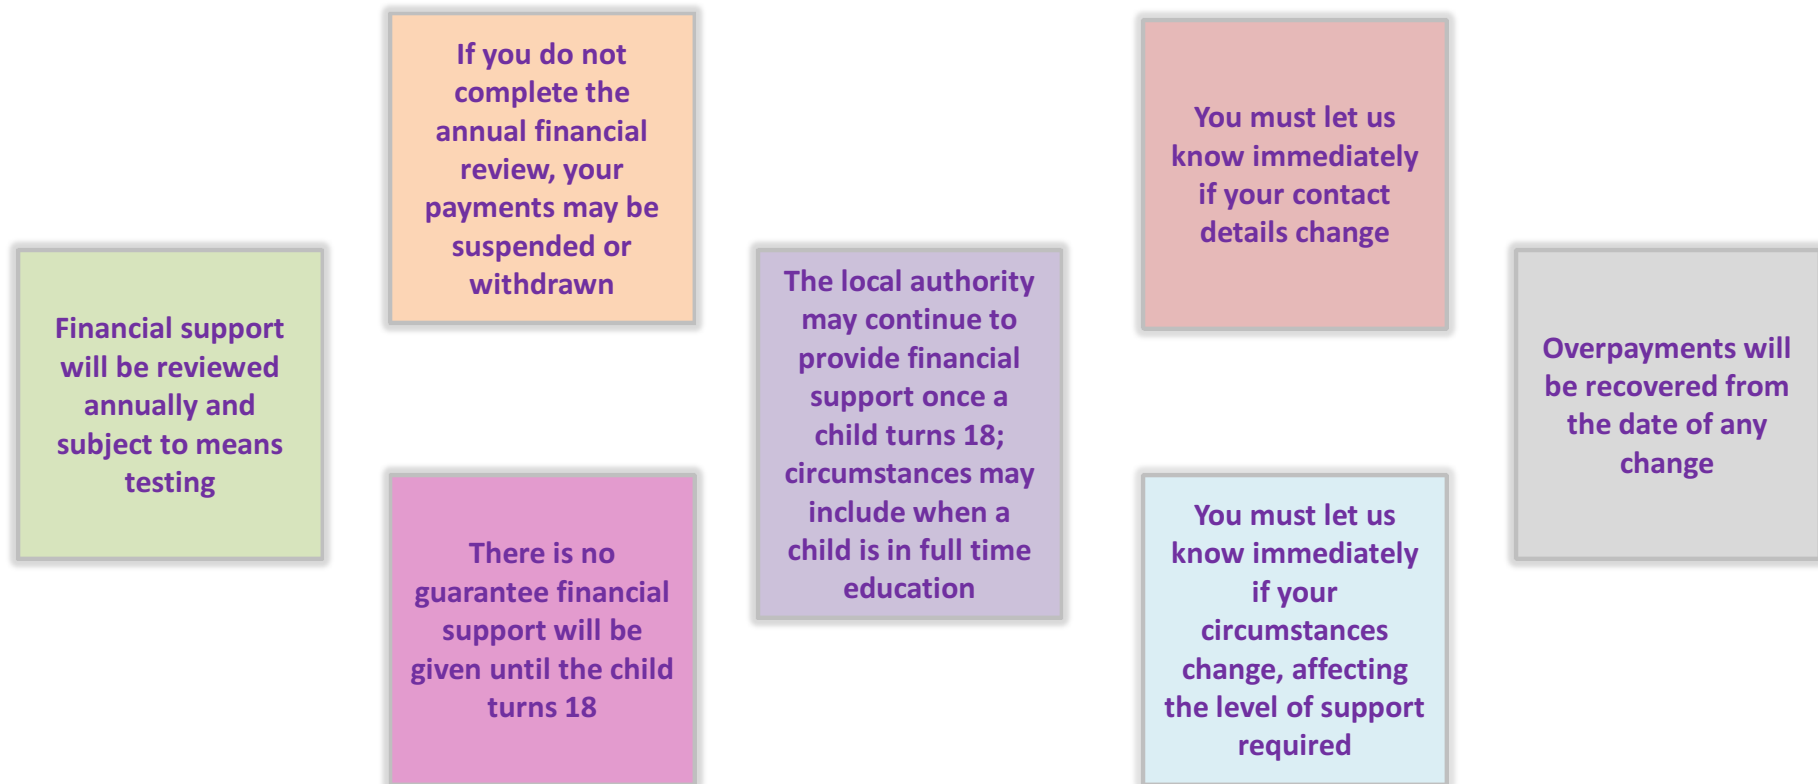 Financial support
will be reviewed
annually and
subject to means
testing
If you do not
complete the
annual financial
review, your
payments may be
suspended or
withdrawn
There is no
guarantee financial
support will be
given until the child
turns 18
The local authority
may continue to
provide financial
support once a
child turns 18;
circumstances may
include when a
child is in full time
education
You must let us
know immediately
if your contact
details change
You must let us
know immediately
if your
circumstances
change, affecting
the level of support
required
Overpayments will
be recovered from
the date of any
change